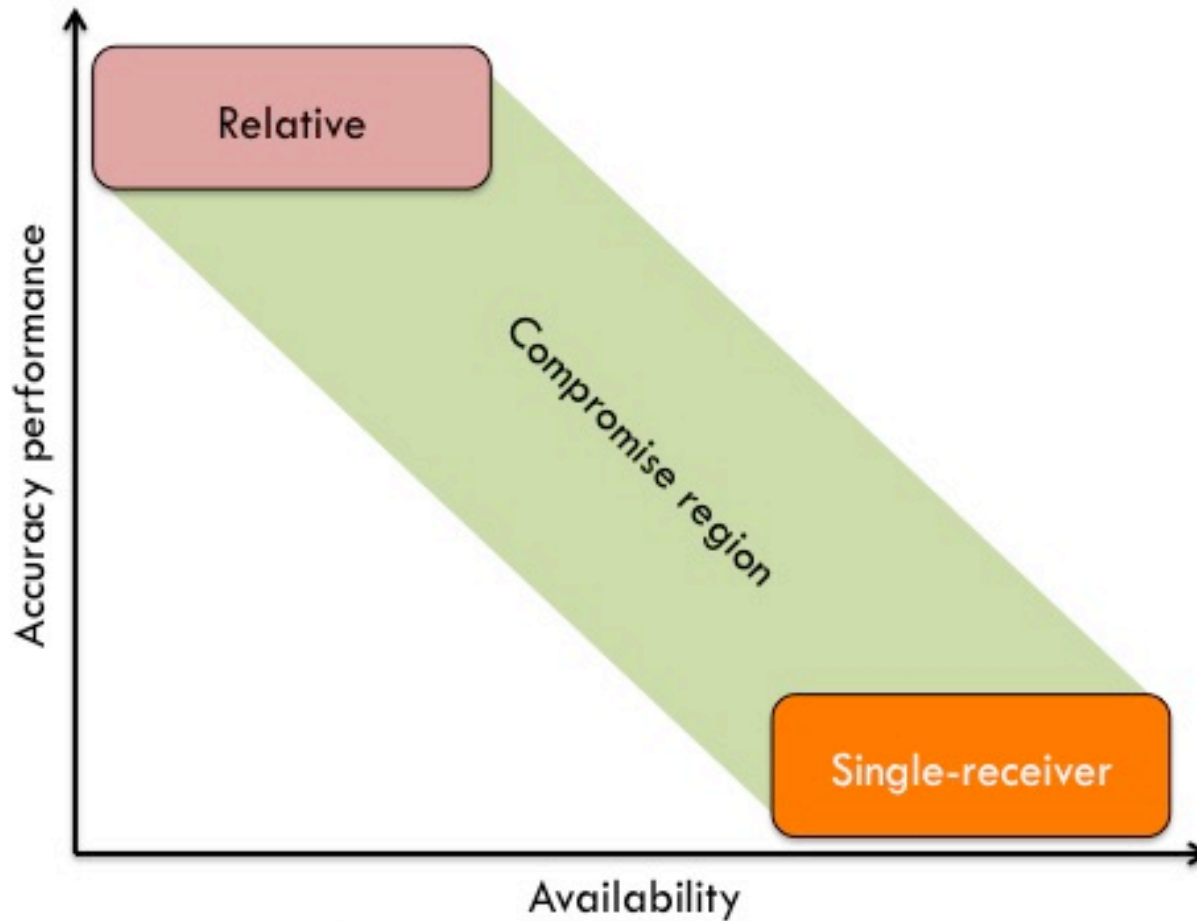 Relative
Accuracy performance
Compromise region
Single-receiver
Availability